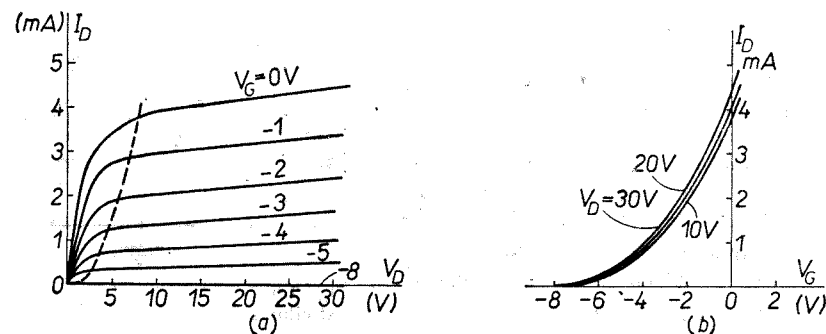 (mA) I_D
5
4
3
2
1
0
V_G=0V
-1
-2
-3
-4
-5
-8
V_D
5 10 15 20 25 30 (V)
(a)
I_D
mA
4
3
2
1
20V
V_D=30V
10V
V_G
-8 -6 -4 -2 0 2 (V)
(b)